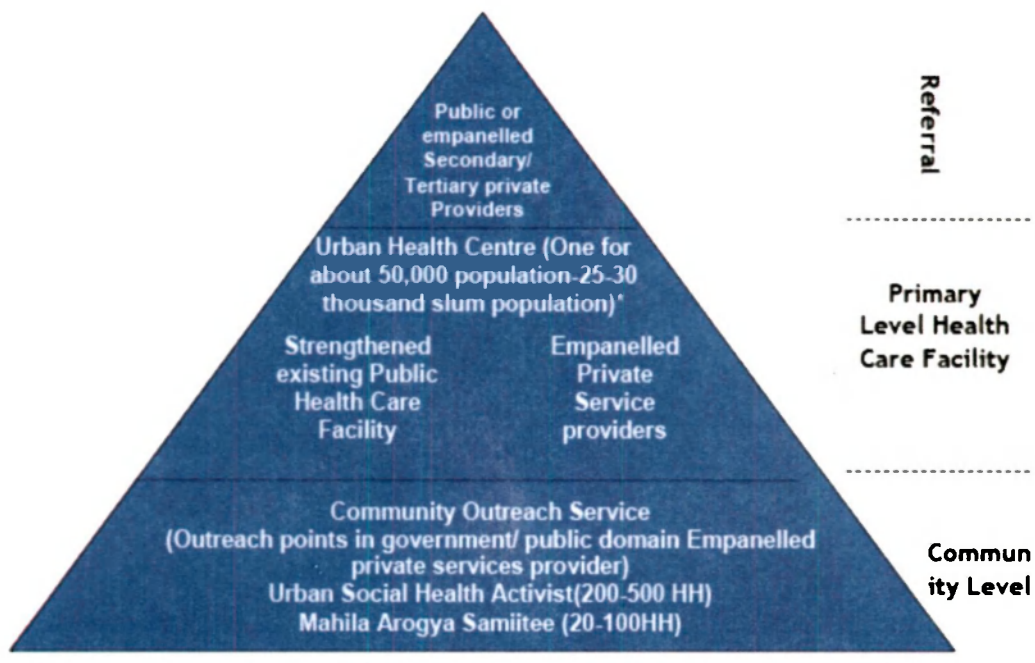 Public or
empanelled
Secondary/
Tertiary private
Providers
Referral
Urban Health Centre (One for
about 50,000 population-25-30
thousand slum population)*
Strengthened
existing Public
Health Care
Facility
Empanelled
Private
Service
providers
Primary
Level Health
Care Facility
Community Outreach Service
(Outreach points in government/ public domain Empanelled
private services provider)
Urban Social Health Activist(200-500 HH)
Mahila Arogya Samiitee (20-100HH)
Commun
ity Level